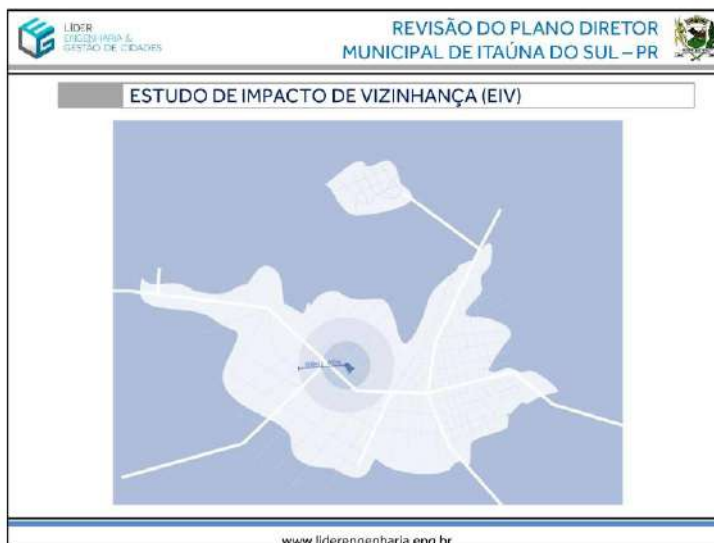 LÍDER
ENGENHARIA &
GESTÃO DE CIDADES
REVISÃO DO PLANO DIRETOR
MUNICIPAL DE ITAÚNA DO SUL – PR
ESTUDO DE IMPACTO DE VIZINHANÇA (EIV)
www.liderengenharia.eng.br